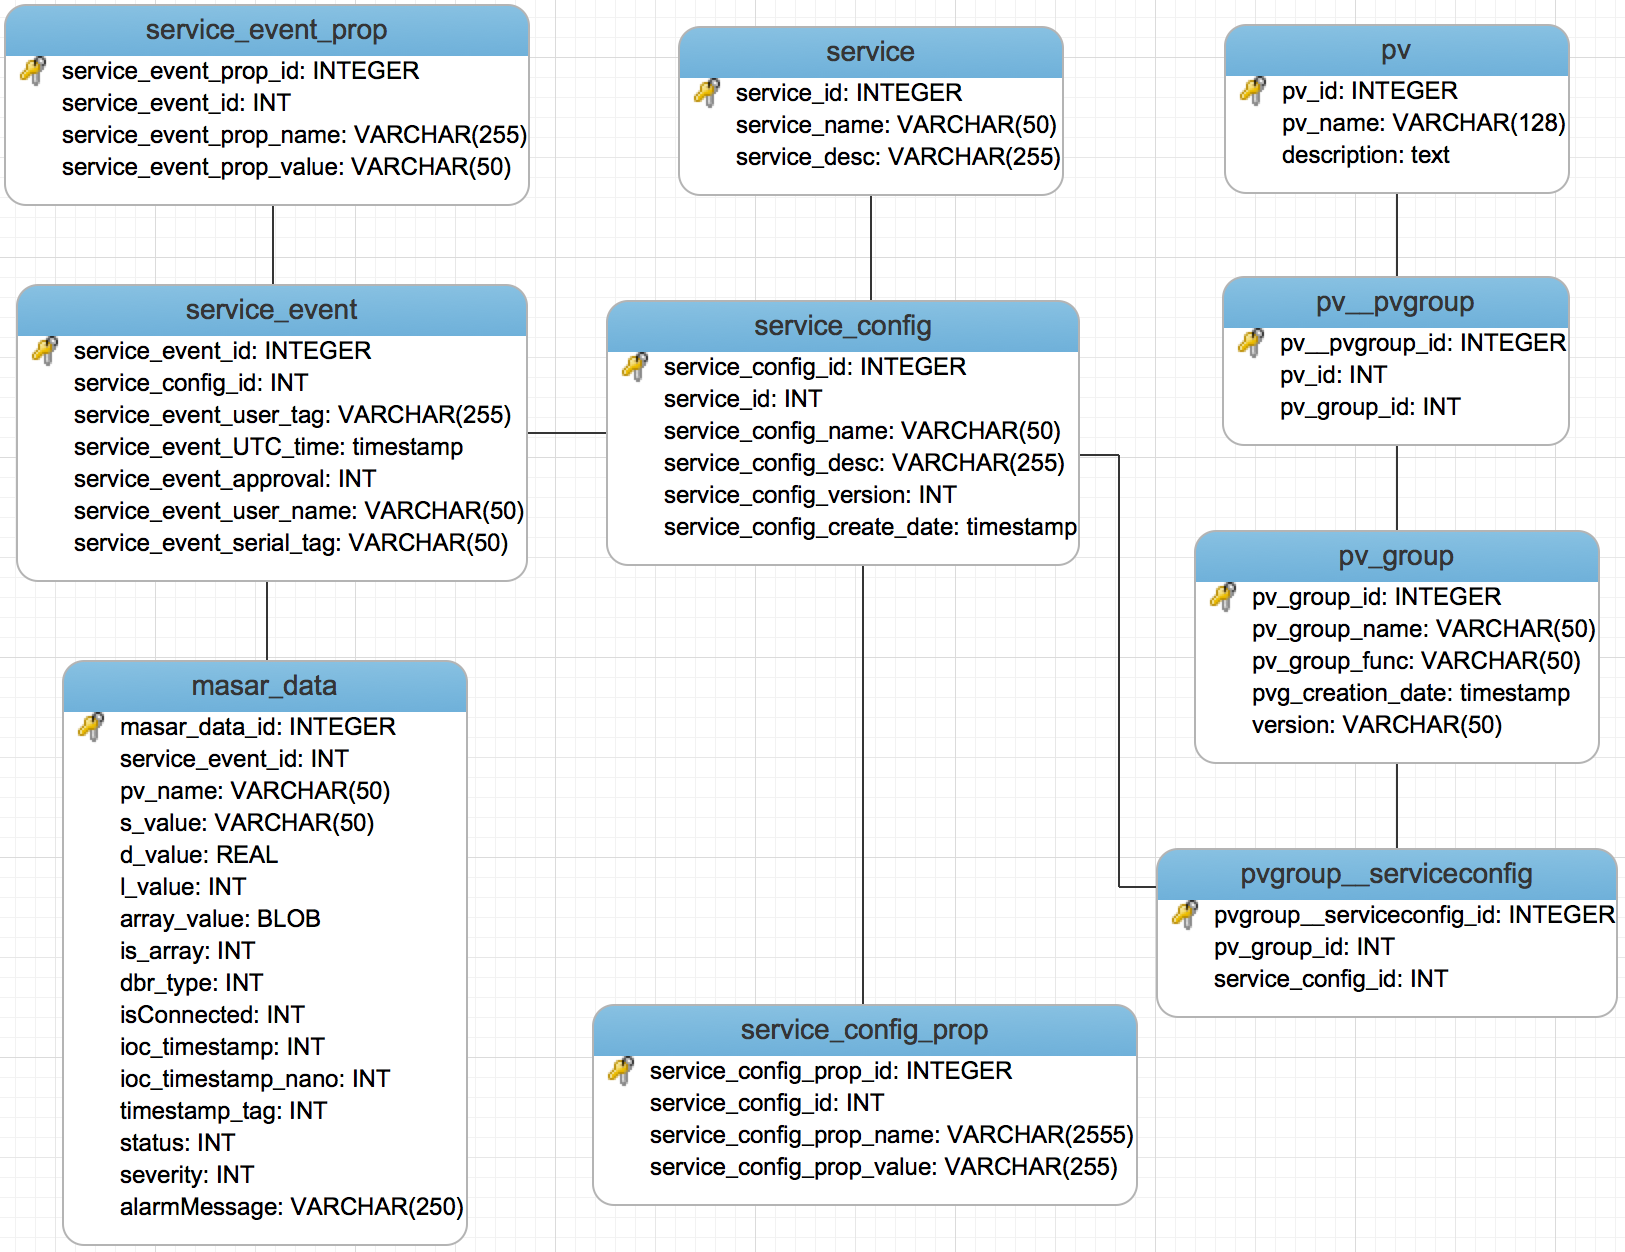 service_event_prop
service_event_prop_id: INTEGER
service_event_id: INT
service_event_prop_name: VARCHAR(255)
service_event_prop_value: VARCHAR(50)
service
service_id: INTEGER
service_name: VARCHAR(50)
service_desc: VARCHAR(255)
pv
pv_id: INTEGER
pv_name: VARCHAR(128)
description: text
service_event
service_event_id: INTEGER
service_config_id: INT
service_event_user_tag: VARCHAR(255)
service_event_UTC_time: timestamp
service_event_approval: INT
service_event_user_name: VARCHAR(50)
service_event_serial_tag: VARCHAR(50)
service_config
service_config_id: INTEGER
service_id: INT
service_config_name: VARCHAR(50)
service_config_desc: VARCHAR(255)
service_config_version: INT
service_config_create_date: timestamp
pv__pvgroup
pv__pvgroup_id: INTEGER
pv_id: INT
pv_group_id: INT
pv_group
pv_group_id: INTEGER
pv_group_name: VARCHAR(50)
pv_group_func: VARCHAR(50)
pvg_creation_date: timestamp
version: VARCHAR(50)
masar_data
masar_data_id: INTEGER
service_event_id: INT
pv_name: VARCHAR(50)
s_value: VARCHAR(50)
d_value: REAL
l_value: INT
array_value: BLOB
is_array: INT
dbr_type: INT
isConnected: INT
ioc_timestamp: INT
ioc_timestamp_nano: INT
timestamp_tag: INT
status: INT
severity: INT
alarmMessage: VARCHAR(250)
pvgroup__serviceconfig
pvgroup__serviceconfig_id: INTEGER
pv_group_id: INT
service_config_id: INT
service_config_prop
service_config_prop_id: INTEGER
service_config_id: INT
service_config_prop_name: VARCHAR(2555)
service_config_prop_value: VARCHAR(255)